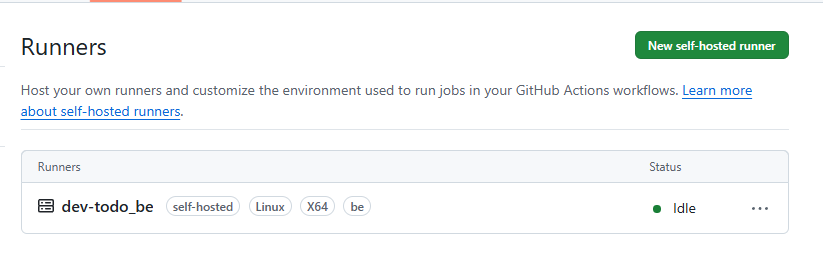 Runners
New self-hosted runner
Host your own runners and customize the environment used to run jobs in your GitHub Actions workflows. Learn more
about self-hosted runners.
Runners Status
dev-todo_be self-hosted Linux X64 be Idle ...